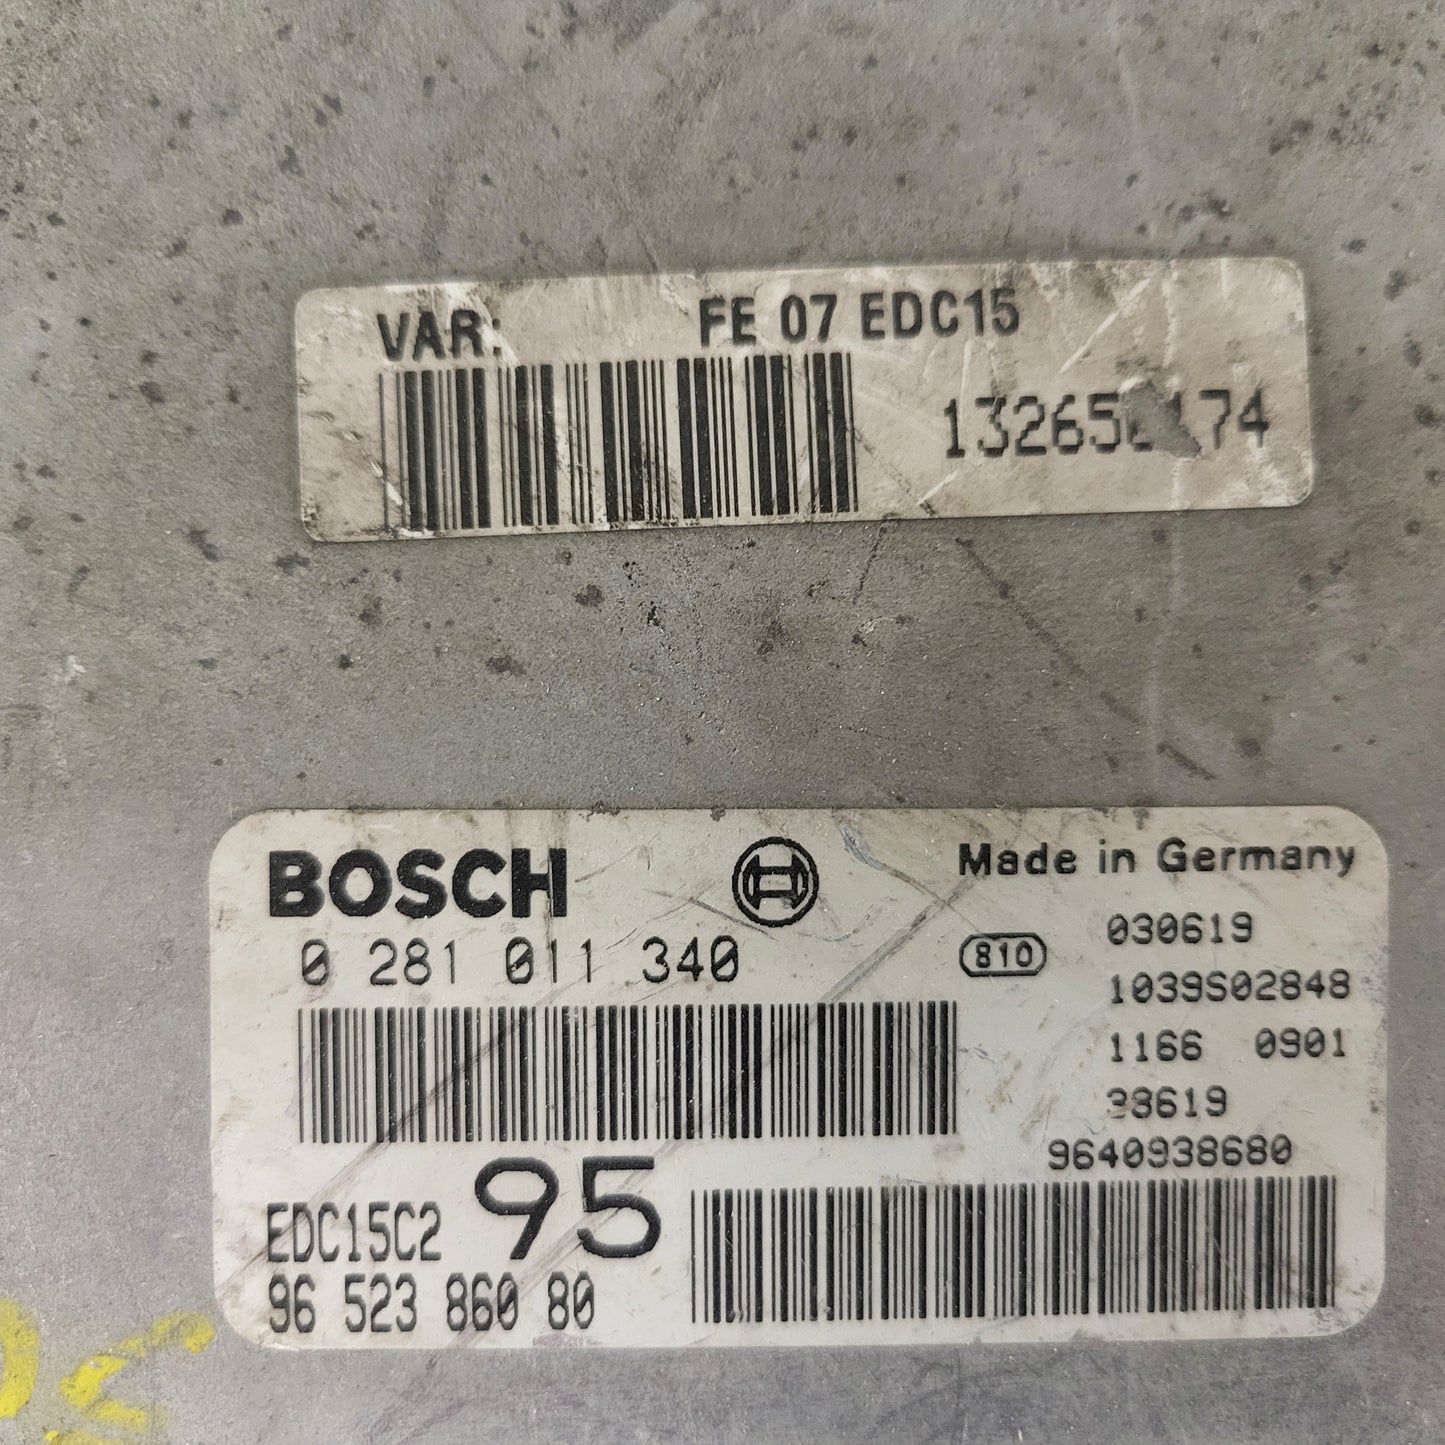 VAR: FE 07 EDC15
BOSCH Made in Germany
0 281 011 340 810 030619
1039S02848
1166 0901
38619
9640938680
EDC15C2 95
96 523 860 80